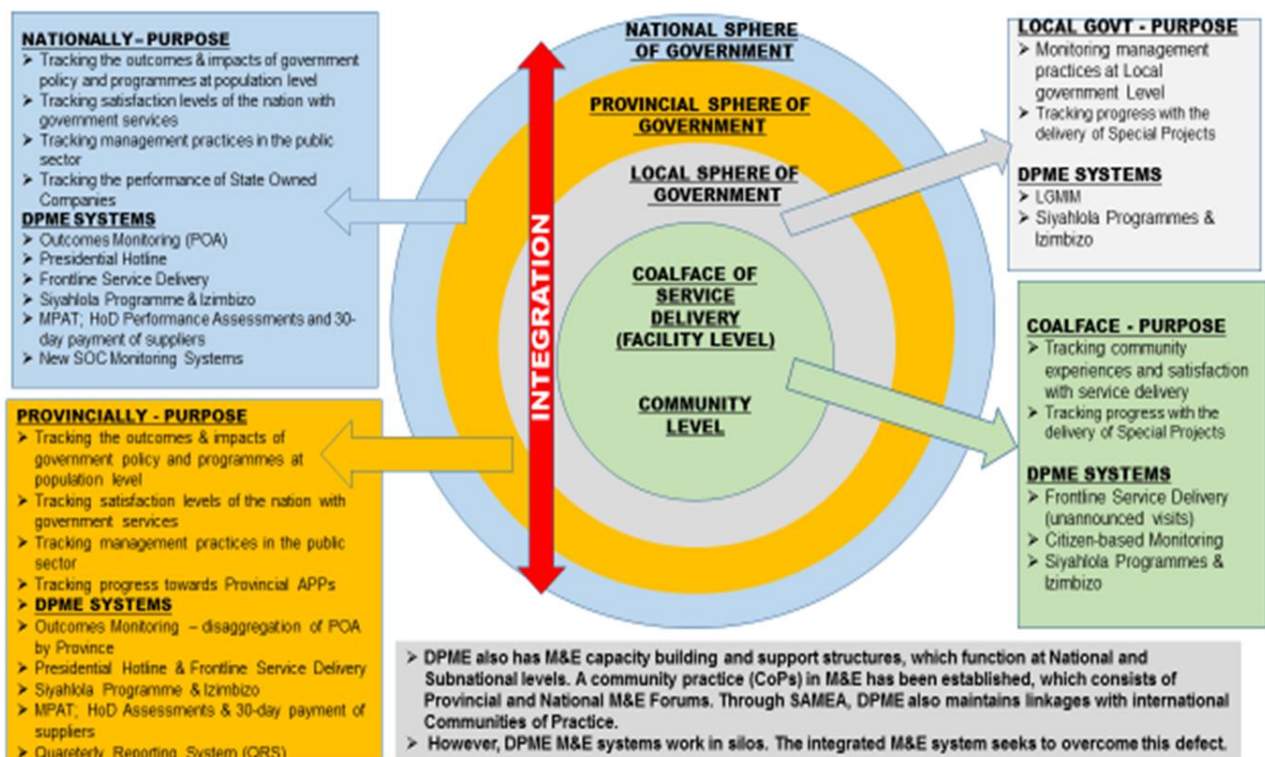 NATIONALLY – PURPOSE
➢ Tracking the outcomes & impacts of government
policy and programmes at population level
➢ Tracking satisfaction levels of the nation with
government services
➢ Tracking management practices in the public
sector
➢ Tracking the performance of State Owned
Companies
DPME SYSTEMS
➢ Outcomes Monitoring (POA)
➢ Presidential Hotline
➢ Frontline Service Delivery
➢ Siyahlola Programme & Izimbizo
➢ MPAT; HoD Performance Assessments and 30-
day payment of suppliers
➢ New SOC Monitoring Systems
PROVINCIALLY - PURPOSE
➢ Tracking the outcomes & impacts of
government policy and programmes at
population level
➢ Tracking satisfaction levels of the nation with
government services
➢ Tracking management practices in the public
sector
➢ Tracking progress towards Provincial APPs
➢ DPME SYSTEMS
➢ Outcomes Monitoring – disaggregation of POA
by Province
➢ Presidential Hotline & Frontline Service Delivery
➢ Siyahlola Programme & Izimbizo
➢ MPAT; HoD Assessments & 30-day payment of
suppliers
➢ Quareterly Reporting System (QRS)
INTEGRATION
NATIONAL SPHERE
OF GOVERNMENT
PROVINCIAL SPHERE OF
GOVERNMENT
LOCAL SPHERE OF
GOVERNMENT
COALFACE OF
SERVICE
DELIVERY
(FACILITY LEVEL)
COMMUNITY
LEVEL
LOCAL GOVT - PURPOSE
➢ Monitoring management
practices at Local
government Level
➢ Tracking progress with the
delivery of Special Projects
DPME SYSTEMS
➢ LGMIM
➢ Siyahlola Programmes &
Izimbizo
COALFACE - PURPOSE
➢ Tracking community
experiences and satisfaction
with service delivery
➢ Tracking progress with the
delivery of Special Projects
DPME SYSTEMS
➢ Frontline Service Delivery
(unannounced visits)
➢ Citizen-based Monitoring
➢ Siyahlola Programmes &
Izimbizo
➢ DPME also has M&E capacity building and support structures, which function at National and
Subnational levels. A community practice (CoPs) in M&E has been established, which consists of
Provincial and National M&E Forums. Through SAMEA, DPME also maintains linkages with international
Communities of Practice.
➢ However, DPME M&E systems work in silos. The integrated M&E system seeks to overcome this defect.